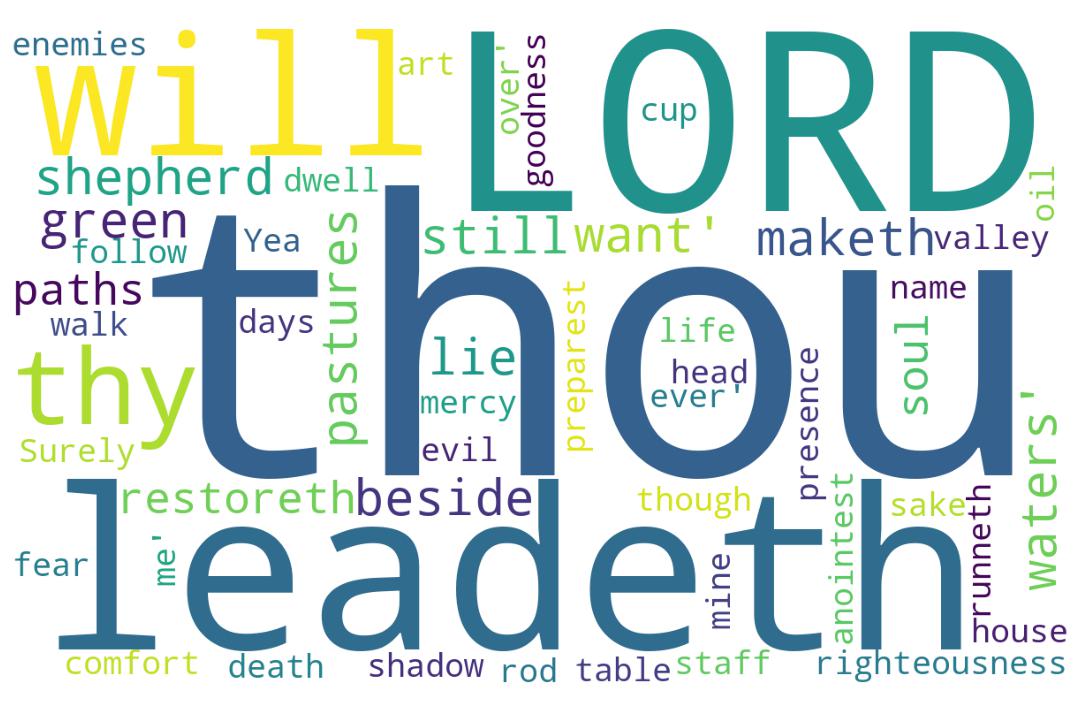 enemies
will
art
LORD
over'
goodness
cup
shepherd
dwell
oil
green
follow
Yea
pastures
still
want'
maketh
valley
paths
walk
days
thou
name
thy
lie
mercy
preparest
life
head
ever'
presence
soul
Surely
evil
waters'
restoreth
beside
though
anointest
sake
runneth
fear
me'
leadeth
mine
house
comfort
death
shadow
rod
table
staff
righteousness